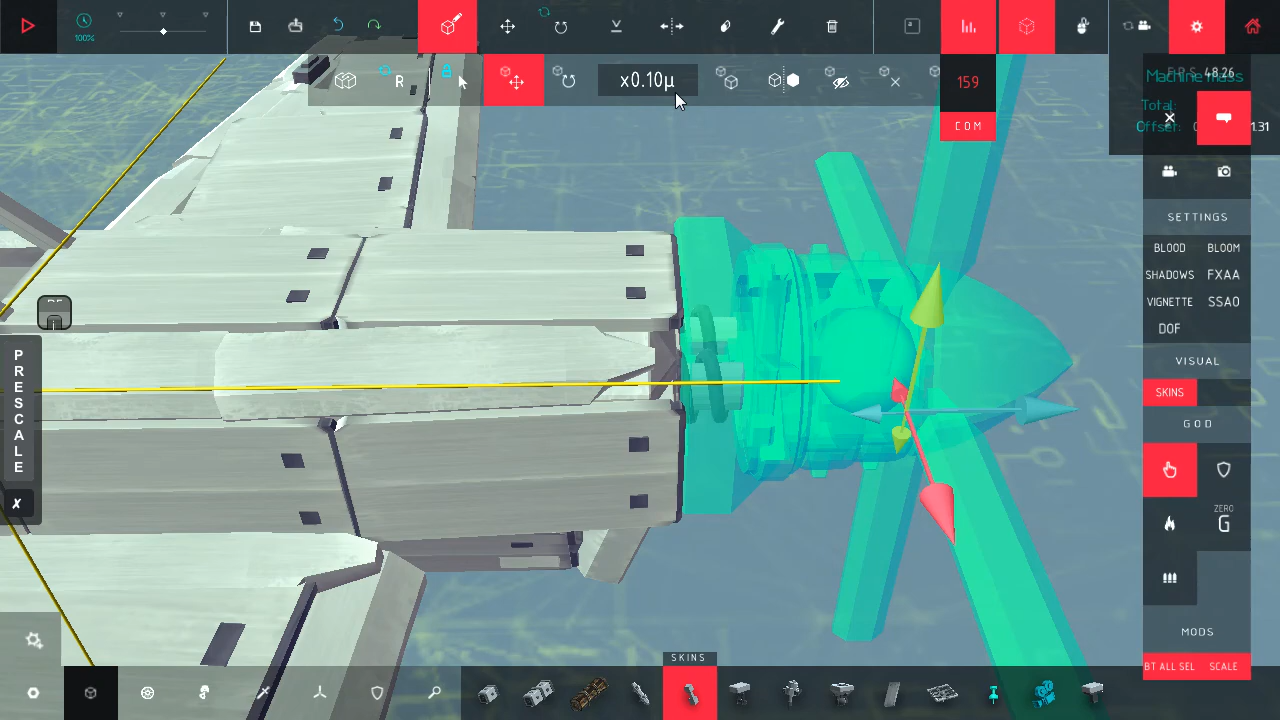 100%
R
x0.10μ
159
COM
FPS 48.26
Machine mass
Total:
Offset:
1.31
SETTINGS
BLOOD BLOOM
SHADOWS FXAA
VIGNETTE SSAO
DOF
VISUAL
SKINS
GOD
ZERO
G
MODS
BT ALL SEL SCALE
PRESCALE
✗
SKINS